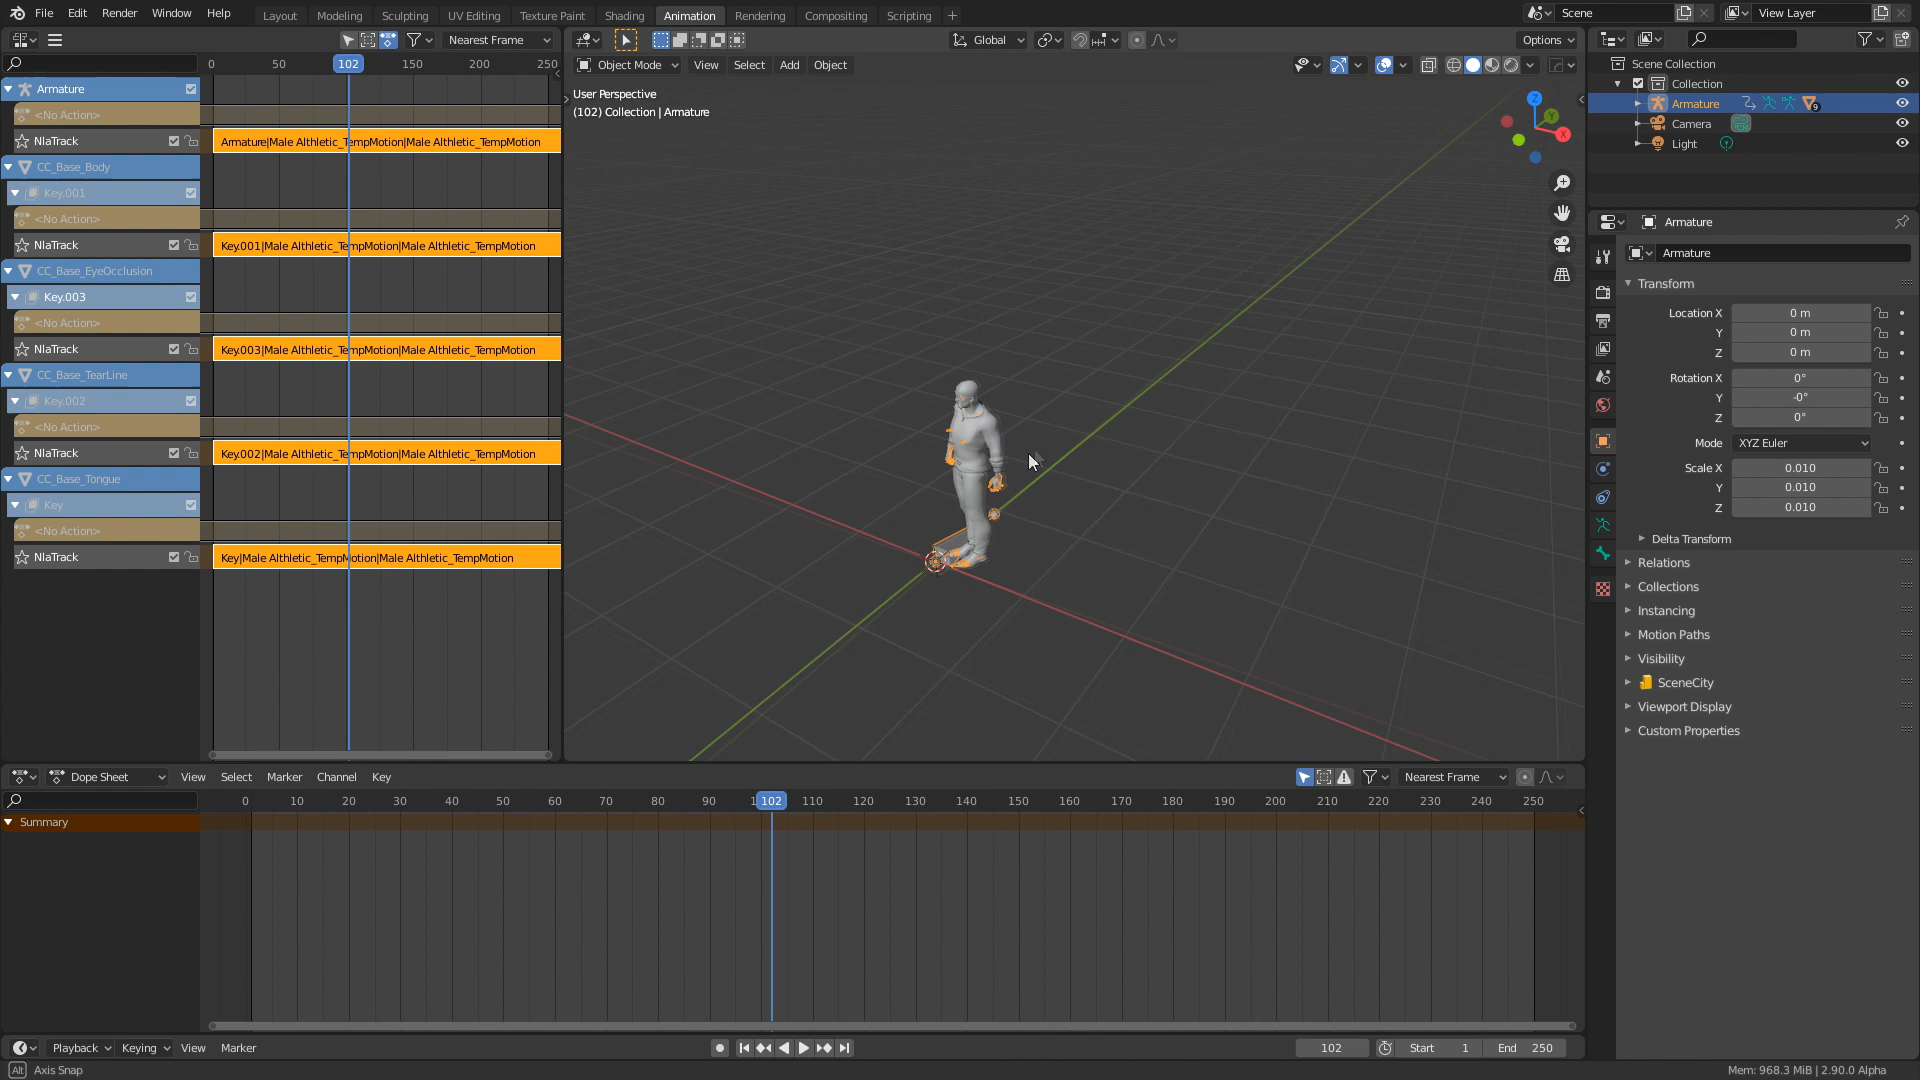 File Edit Render Window Help Layout Modeling Sculpting UV Editing Texture Paint Shading Animation Rendering Compositing Scripting + Scene View Layer
Nearest Frame Global Options
Object Mode View Select Add Object
0 50 102 150 200 250
User Perspective
(102) Collection | Armature
Z
Y
X
Armature
<No Action>
NlaTrack Armature|Male Althletic_TempMotion|Male Althletic_TempMotion
CC_Base_Body
Key.001
<No Action>
NlaTrack Key.001|Male Althletic_TempMotion|Male Althletic_TempMotion
CC_Base_EyeOcclusion
Key.003
<No Action>
NlaTrack Key.003|Male Althletic_TempMotion|Male Althletic_TempMotion
CC_Base_TearLine
Key.002
<No Action>
NlaTrack Key.002|Male Althletic_TempMotion|Male Althletic_TempMotion
CC_Base_Tongue
Key
<No Action>
NlaTrack Key|Male Althletic_TempMotion|Male Althletic_TempMotion
Scene Collection
Collection
Armature 9
Camera
Light
Armature
Armature
Transform
Location X 0 m
Y 0 m
Z 0 m
Rotation X 0°
Y -0°
Z 0°
Mode XYZ Euler
Scale X 0.010
Y 0.010
Z 0.010
Delta Transform
Relations
Collections
Instancing
Motion Paths
Visibility
SceneCity
Viewport Display
Custom Properties
Dope Sheet View Select Marker Channel Key Nearest Frame
0 10 20 30 40 50 60 70 80 90 1 102 110 120 130 140 150 160 170 180 190 200 210 220 230 240 250
Summary
Playback Keying View Marker 102 Start 1 End 250
Alt Axis Snap Mem: 968.3 MiB | 2.90.0 Alpha